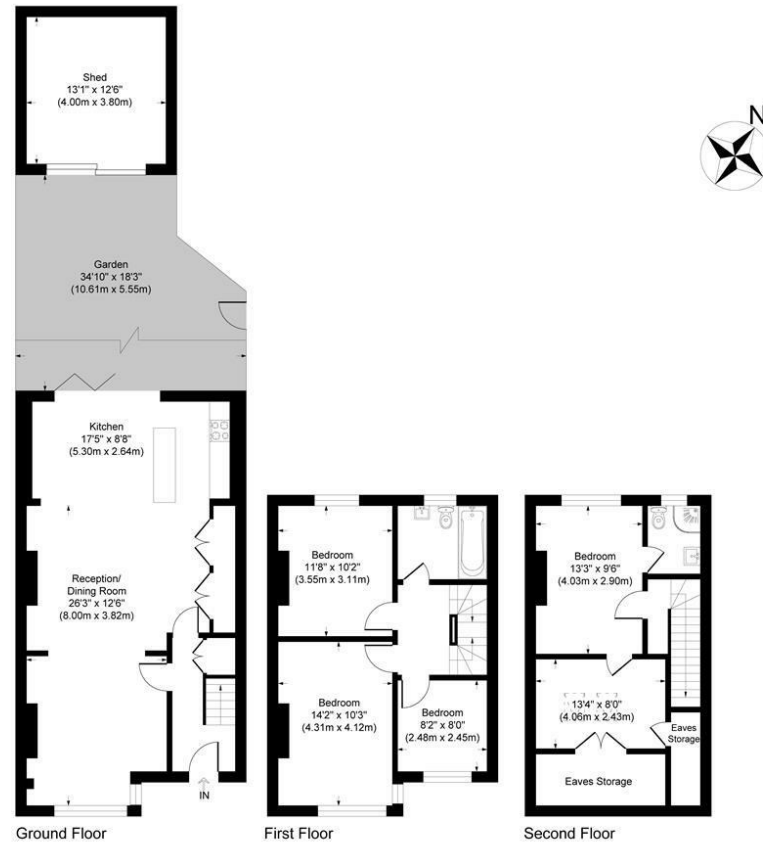 Shed
13'1" x 12'6"
(4.00m x 3.80m)
N
Garden
34'10" x 18'3"
(10.61m x 5.55m)
Kitchen
17'5" x 8'8"
(5.30m x 2.64m)
Reception/
Dining Room
26'3" x 12'6"
(8.00m x 3.82m)
IN
Ground Floor
Bedroom
11'8" x 10'2"
(3.55m x 3.11m)
Bedroom
14'2" x 10'3"
(4.31m x 4.12m)
Bedroom
8'2" x 8'0"
(2.48m x 2.45m)
First Floor
Bedroom
13'3" x 9'6"
(4.03m x 2.90m)
13'4" x 8'0"
(4.06m x 2.43m)
Eaves
Storage
Eaves Storage
Second Floor